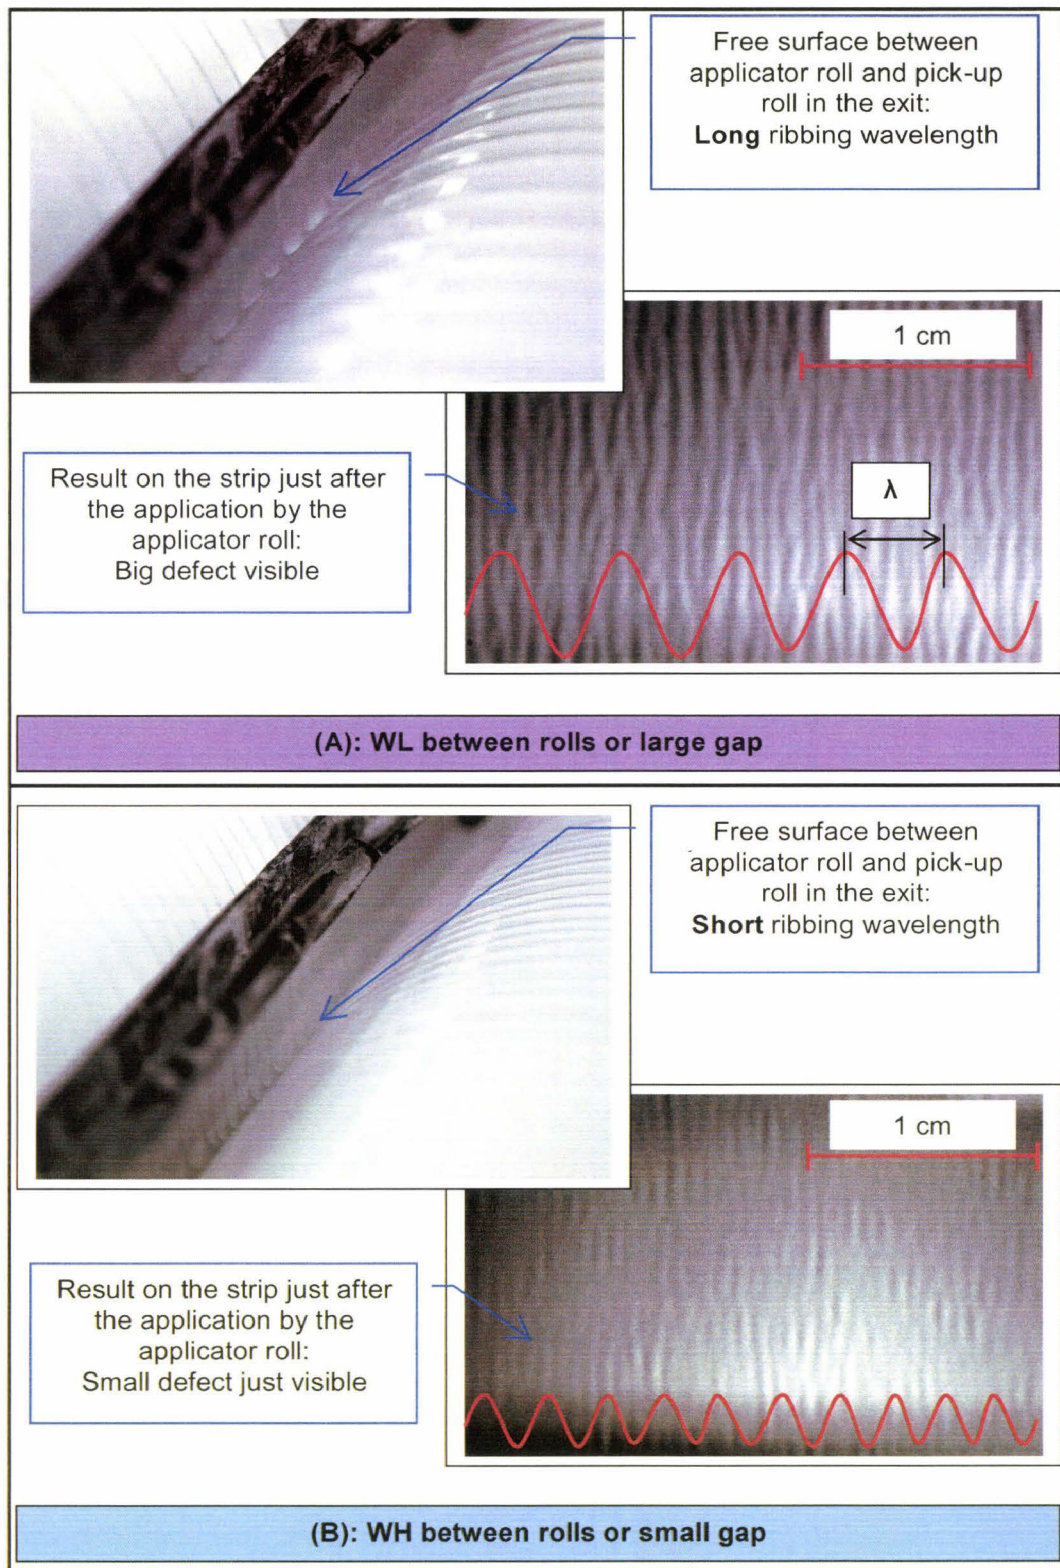 Free surface between
applicator roll and pick-up
roll in the exit:
Long ribbing wavelength
1 cm
λ
Result on the strip just after
the application by the
applicator roll:
Big defect visible
(A): WL between rolls or large gap
Free surface between
applicator roll and pick-up
roll in the exit:
Short ribbing wavelength
1 cm
Result on the strip just after
the application by the
applicator roll:
Small defect just visible
(B): WH between rolls or small gap